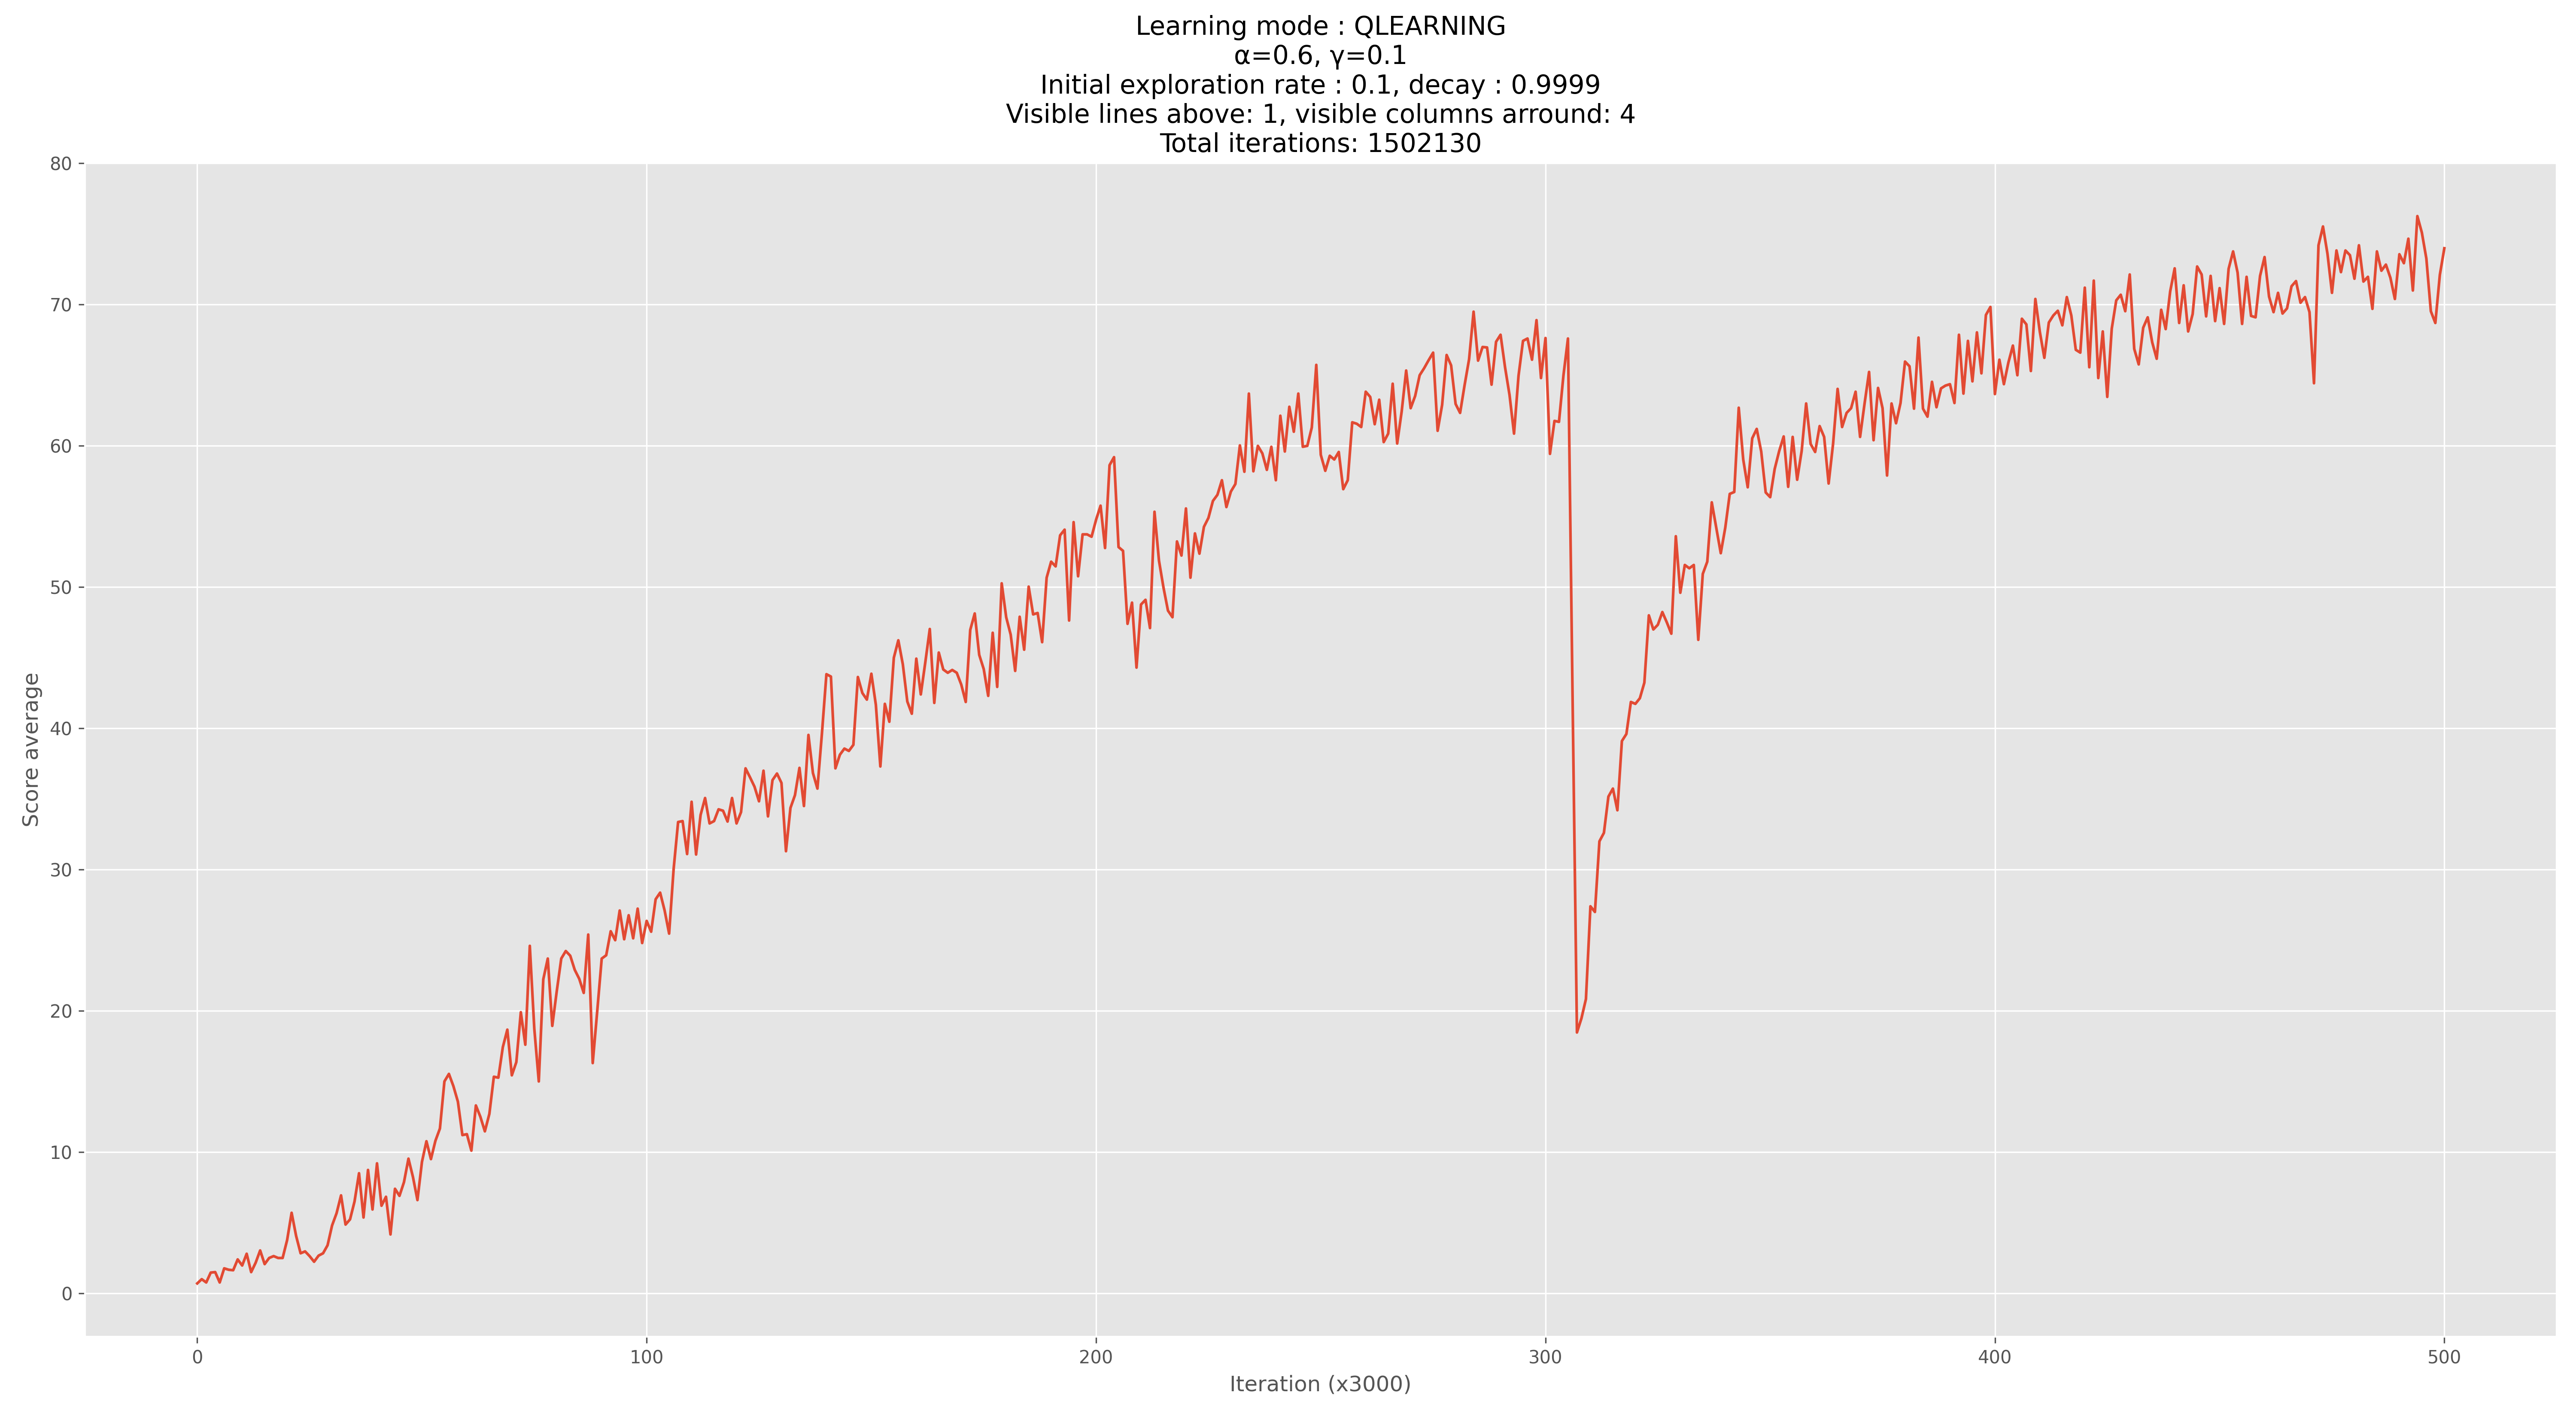 Learning mode : QLEARNING
α=0.6, γ=0.1
Initial exploration rate : 0.1, decay : 0.9999
Visible lines above: 1, visible columns arround: 4
Total iterations: 1502130
80
70
60
50
40
30
20
10
0
Score average
0 100 200 300 400 500
Iteration (x3000)